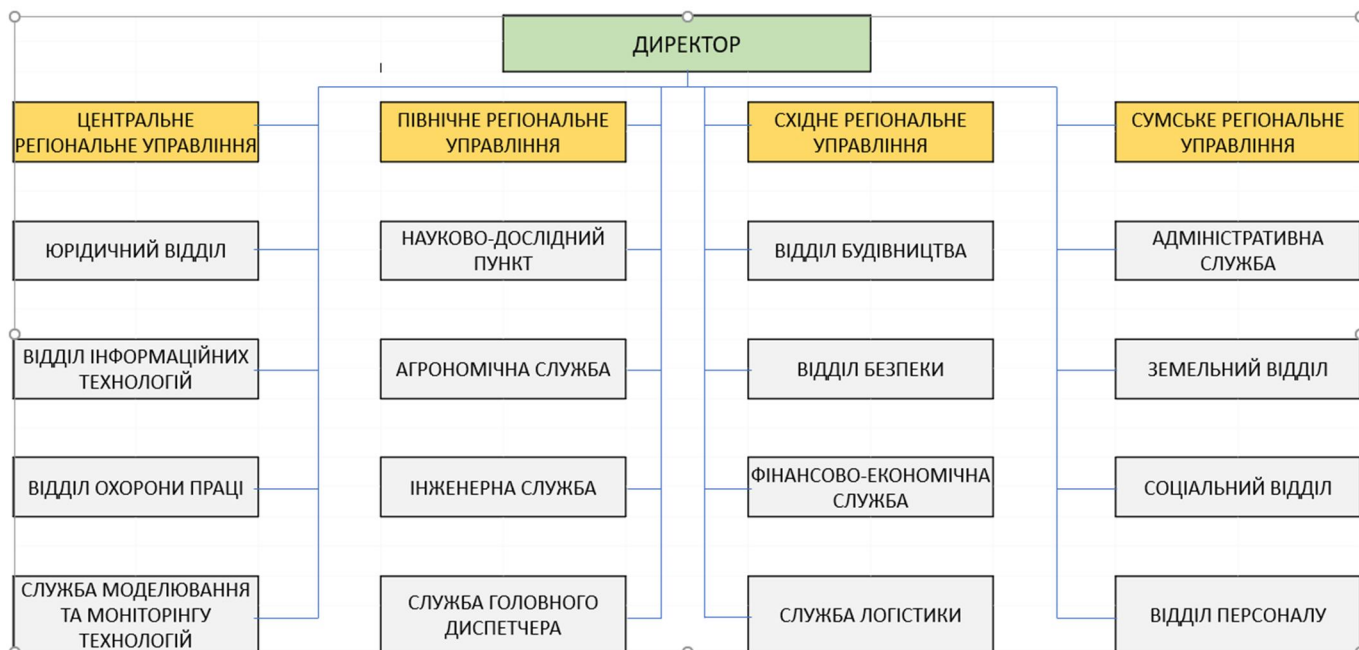 ДИРЕКТОР
ЦЕНТРАЛЬНЕ
РЕГІОНАЛЬНЕ УПРАВЛІННЯ
ПІВНІЧНЕ РЕГІОНАЛЬНЕ
УПРАВЛІННЯ
СХІДНЕ РЕГІОНАЛЬНЕ
УПРАВЛІННЯ
СУМСЬКЕ РЕГІОНАЛЬНЕ
УПРАВЛІННЯ
ЮРІДИЧНИЙ ВІДДІЛ
НАУКОВО-ДОСЛІДНИЙ
ПУНКТ
ВІДДІЛ БУДІВНИЦТВА
АДМІНІСТРАТИВНА
СЛУЖБА
ВІДДІЛ ІНФОРМАЦІЙНИХ
ТЕХНОЛОГІЙ
АГРОНОМІЧНА СЛУЖБА
ВІДДІЛ БЕЗПЕКИ
ЗЕМЕЛЬНИЙ ВІДДІЛ
ВІДДІЛ ОХОРОНИ ПРАЦІ
ІНЖЕНЕРНА СЛУЖБА
ФІНАНСОВО-ЕКОНОМІЧНА
СЛУЖБА
СОЦІАЛЬНИЙ ВІДДІЛ
СЛУЖБА МОДЕЛЮВАННЯ
ТА МОНІТОРІНГУ
ТЕХНОЛОГІЙ
СЛУЖБА ГОЛОВНОГО
ДИСПЕТЧЕРА
СЛУЖБА ЛОГІСТИКИ
ВІДДІЛ ПЕРСОНАЛУ